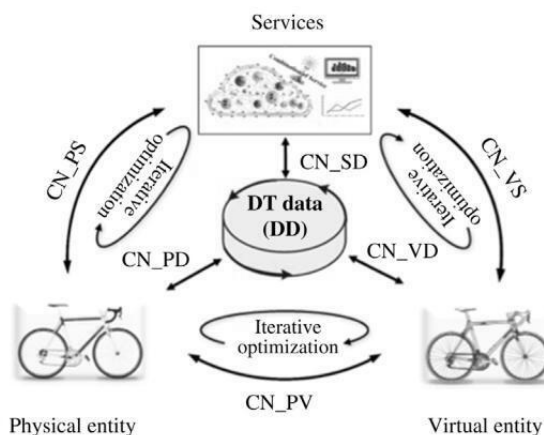 Services
CN_PS
Iterative
optimization
CN_SD
Iterative
optimization
CN_VS
DT data
(DD)
CN_PD
CN_VD
Iterative
optimization
CN_PV
Physical entity
Virtual entity